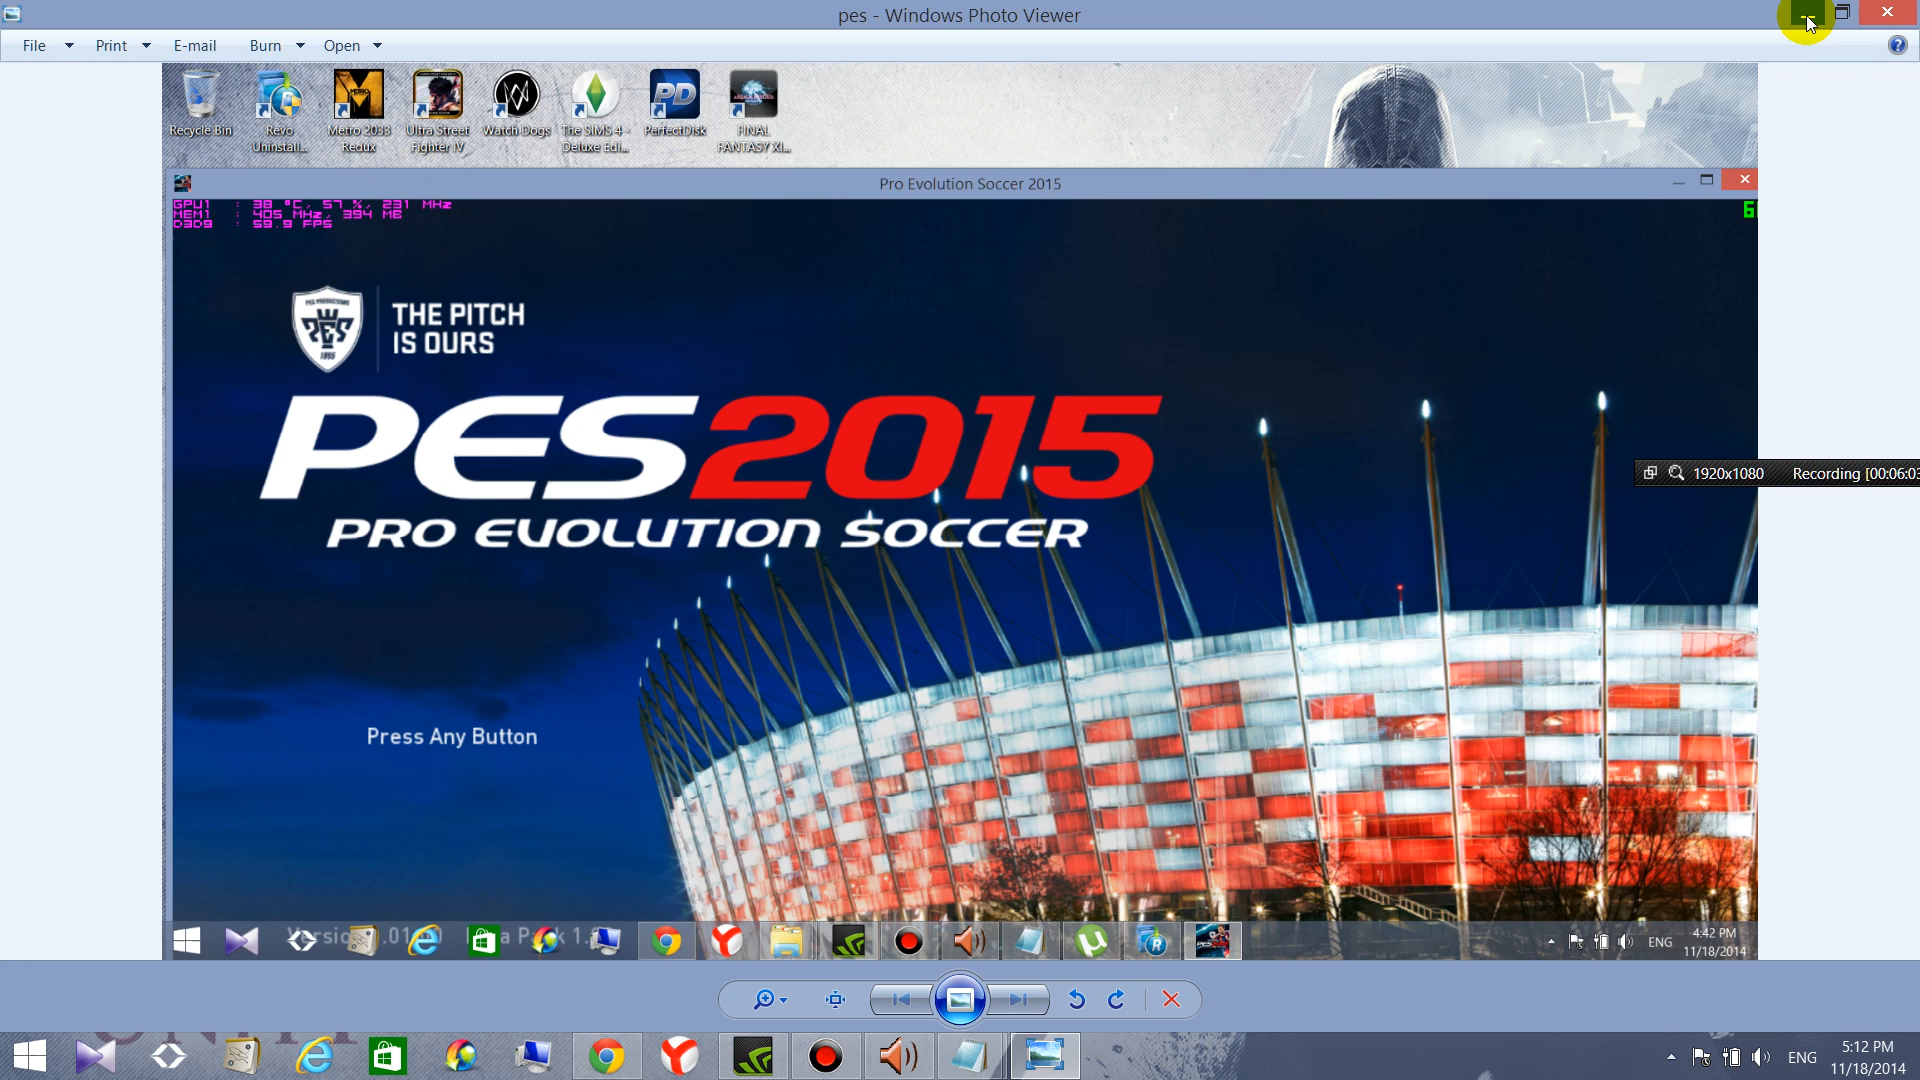 pes - Windows Photo Viewer
File Print E-mail Burn Open
Recycle Bin
Revo Uninstall...
Metro 2033 Redux
Ultra Street Fighter IV
Watch Dogs
The SIMS 4 - Deluxe Edi...
PerfectDisk
FINAL FANTASY XI...
Pro Evolution Soccer 2015
GPU1 : 38 °C, 57 %, 231 MHz
MEM1 : 405 MHz, 394 MB
D3D9 : 59.9 FPS
6
THE PITCH
IS OURS
PES2015
PRO EVOLUTION SOCCER
1920x1080 Recording [00:06:03
Press Any Button
ENG
4:42 PM
11/18/2014
ENG
5:12 PM
11/18/2014